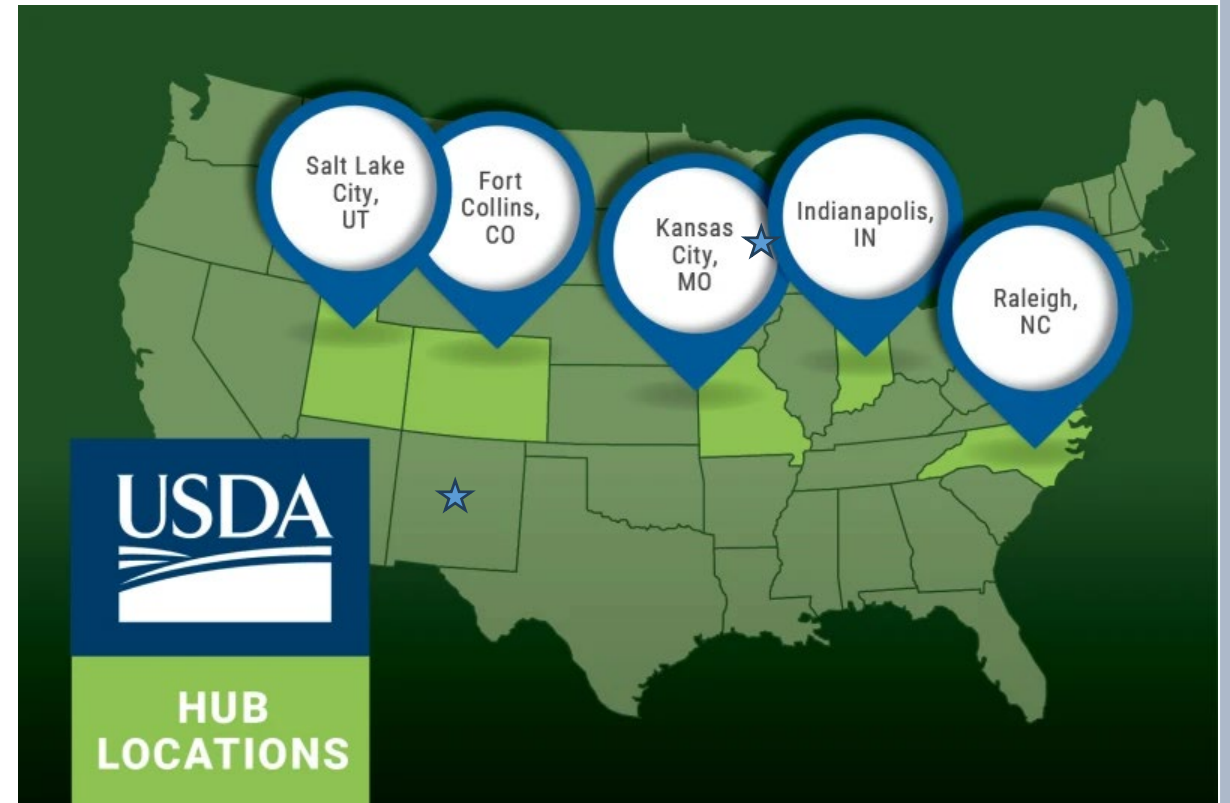 Salt Lake
City,
UT
Fort
Collins,
CO
Kansas
City,
MO
Indianapolis,
IN
Raleigh,
NC
USDA
HUB
LOCATIONS